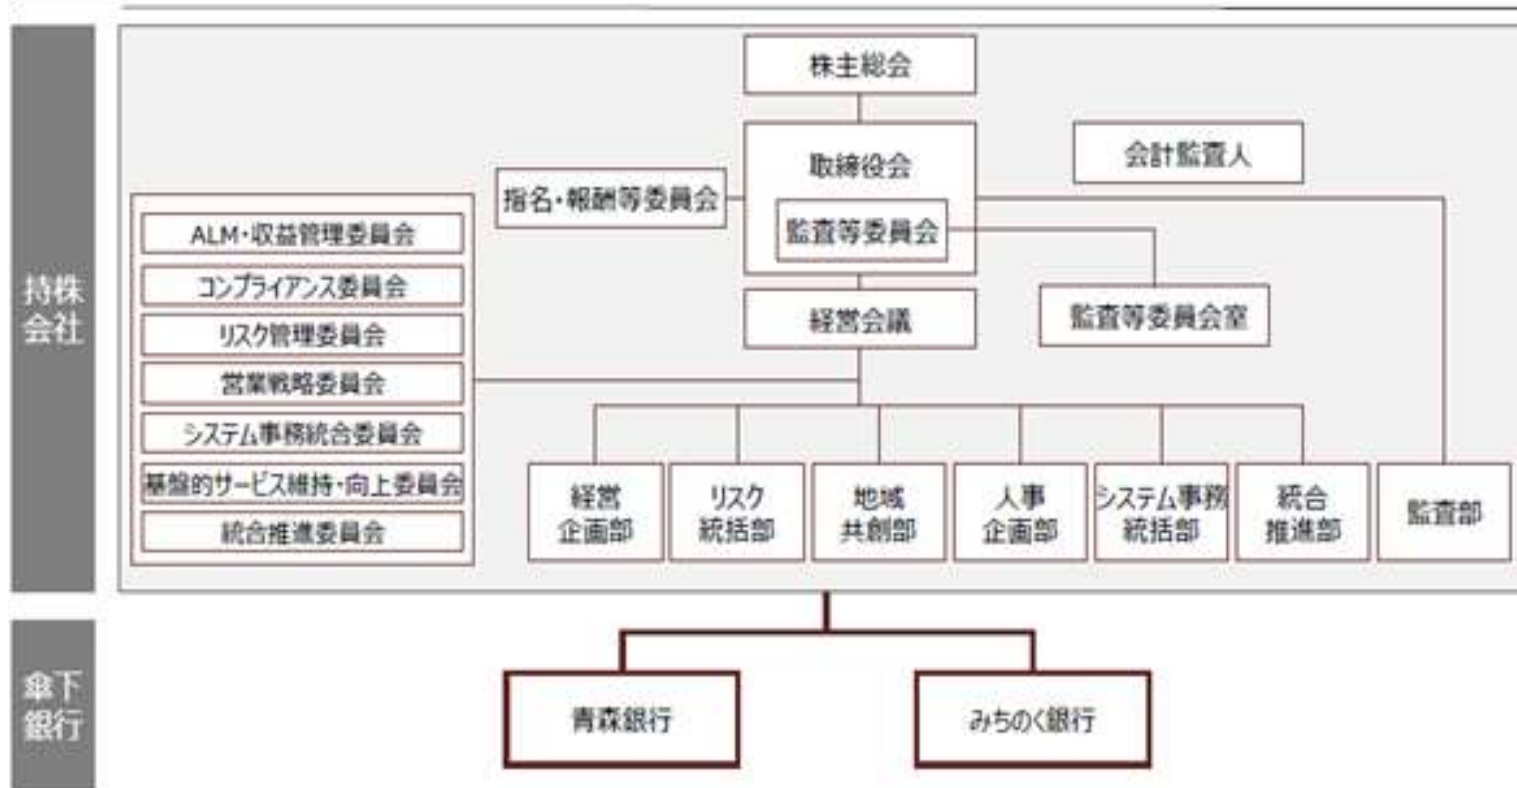 持株
会社
株主総会
取締役会
会計監査人
指名・報酬等委員会
監査等委員会
ALM・収益管理委員会
コンプライアンス委員会
リスク管理委員会
営業戦略委員会
システム事務統合委員会
基盤的サービス維持・向上委員会
統合推進委員会
経営会議
監査等委員会室
経営
企画部
リスク
統括部
地域
共創部
人事
企画部
システム事務
統括部
統合
推進部
監査部
傘下
銀行
青森銀行
みちのく銀行